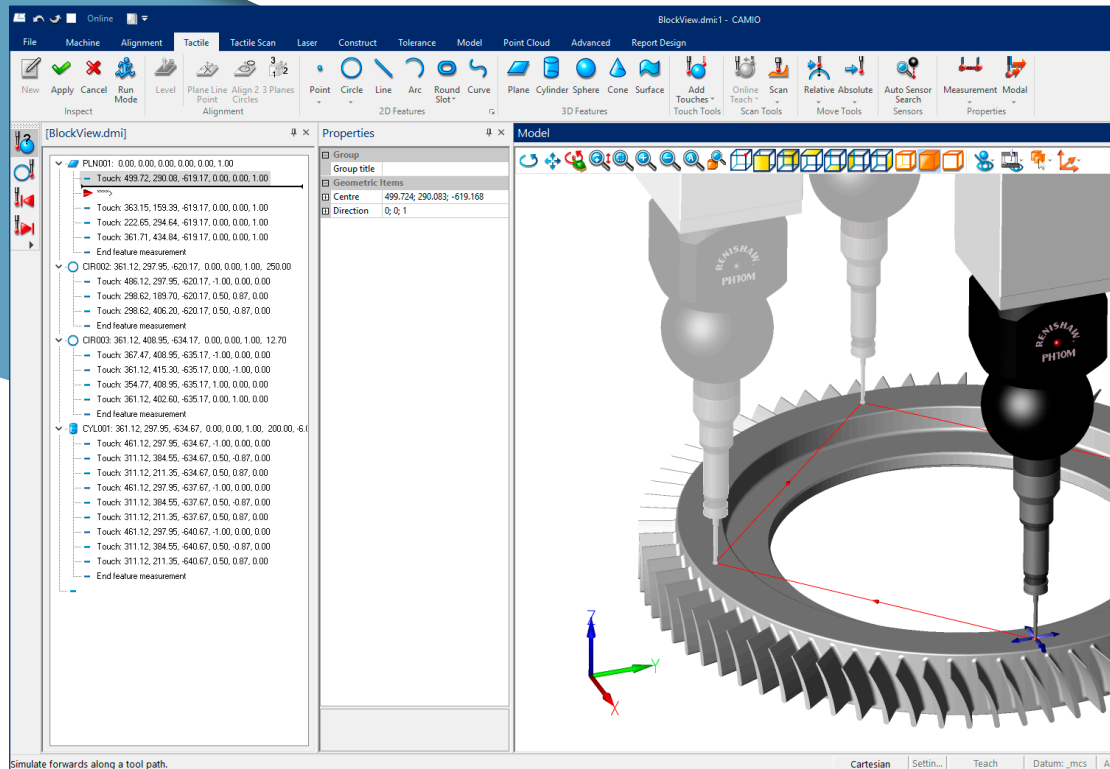 Online
BlockView.dmi:1 - CAMIO
File Machine Alignment Tactile Tactile Scan Laser Construct Tolerance Model Point Cloud Advanced Report Design
New Apply Cancel Run Mode Level Plane Line Point Align 2 Circles 3 Planes Point Circle Line Arc Round Slot Curve Plane Cylinder Sphere Cone Surface Add Touches Online Teach Scan Relative Absolute Auto Sensor Search Measurement Modal
Inspect Alignment 2D Features 3D Features Touch Tools Scan Tools Move Tools Sensors Properties
[BlockView.dmi]
PLN001: 0.00, 0.00, 0.00, 0.00, 0.00, 1.00
Touch: 499.72, 290.08, -619.17, 0.00, 0.00, 1.00
Touch: 363.15, 159.39, -619.17, 0.00, 0.00, 1.00
Touch: 222.65, 294.64, -619.17, 0.00, 0.00, 1.00
Touch: 361.71, 434.84, -619.17, 0.00, 0.00, 1.00
End feature measurement
CIR002: 361.12, 297.95, -620.17, 0.00, 0.00, 1.00, 250.00
Touch: 486.12, 297.95, -620.17, -1.00, 0.00, 0.00
Touch: 298.62, 189.70, -620.17, 0.50, 0.87, 0.00
Touch: 298.62, 406.20, -620.17, 0.50, -0.87, 0.00
End feature measurement
CIR003: 361.12, 408.95, -634.17, 0.00, 0.00, 1.00, 12.70
Touch: 367.47, 408.95, -635.17, -1.00, 0.00, 0.00
Touch: 361.12, 415.30, -635.17, 0.00, -1.00, 0.00
Touch: 354.77, 408.95, -635.17, 1.00, 0.00, 0.00
Touch: 361.12, 402.60, -635.17, 0.00, 1.00, 0.00
End feature measurement
CYL001: 361.12, 297.95, -634.67, 0.00, 0.00, 1.00, 200.00, -6.0
Touch: 461.12, 297.95, -634.67, -1.00, 0.00, 0.00
Touch: 311.12, 384.55, -634.67, 0.50, -0.87, 0.00
Touch: 311.12, 211.35, -634.67, 0.50, 0.87, 0.00
Touch: 461.12, 297.95, -637.67, -1.00, 0.00, 0.00
Touch: 311.12, 384.55, -637.67, 0.50, -0.87, 0.00
Touch: 311.12, 211.35, -637.67, 0.50, 0.87, 0.00
Touch: 461.12, 297.95, -640.67, -1.00, 0.00, 0.00
Touch: 311.12, 384.55, -640.67, 0.50, -0.87, 0.00
Touch: 311.12, 211.35, -640.67, 0.50, 0.87, 0.00
End feature measurement
Properties
Group
Group title
Geometric Items
Centre 499.724; 290.083; -619.168
Direction 0; 0; 1
Model
RENISHAW
PH10M
RENISHAW
PH10M
Z
Y
X
Simulate forwards along a tool path.
Cartesian Settin... Teach Datum: _mcs